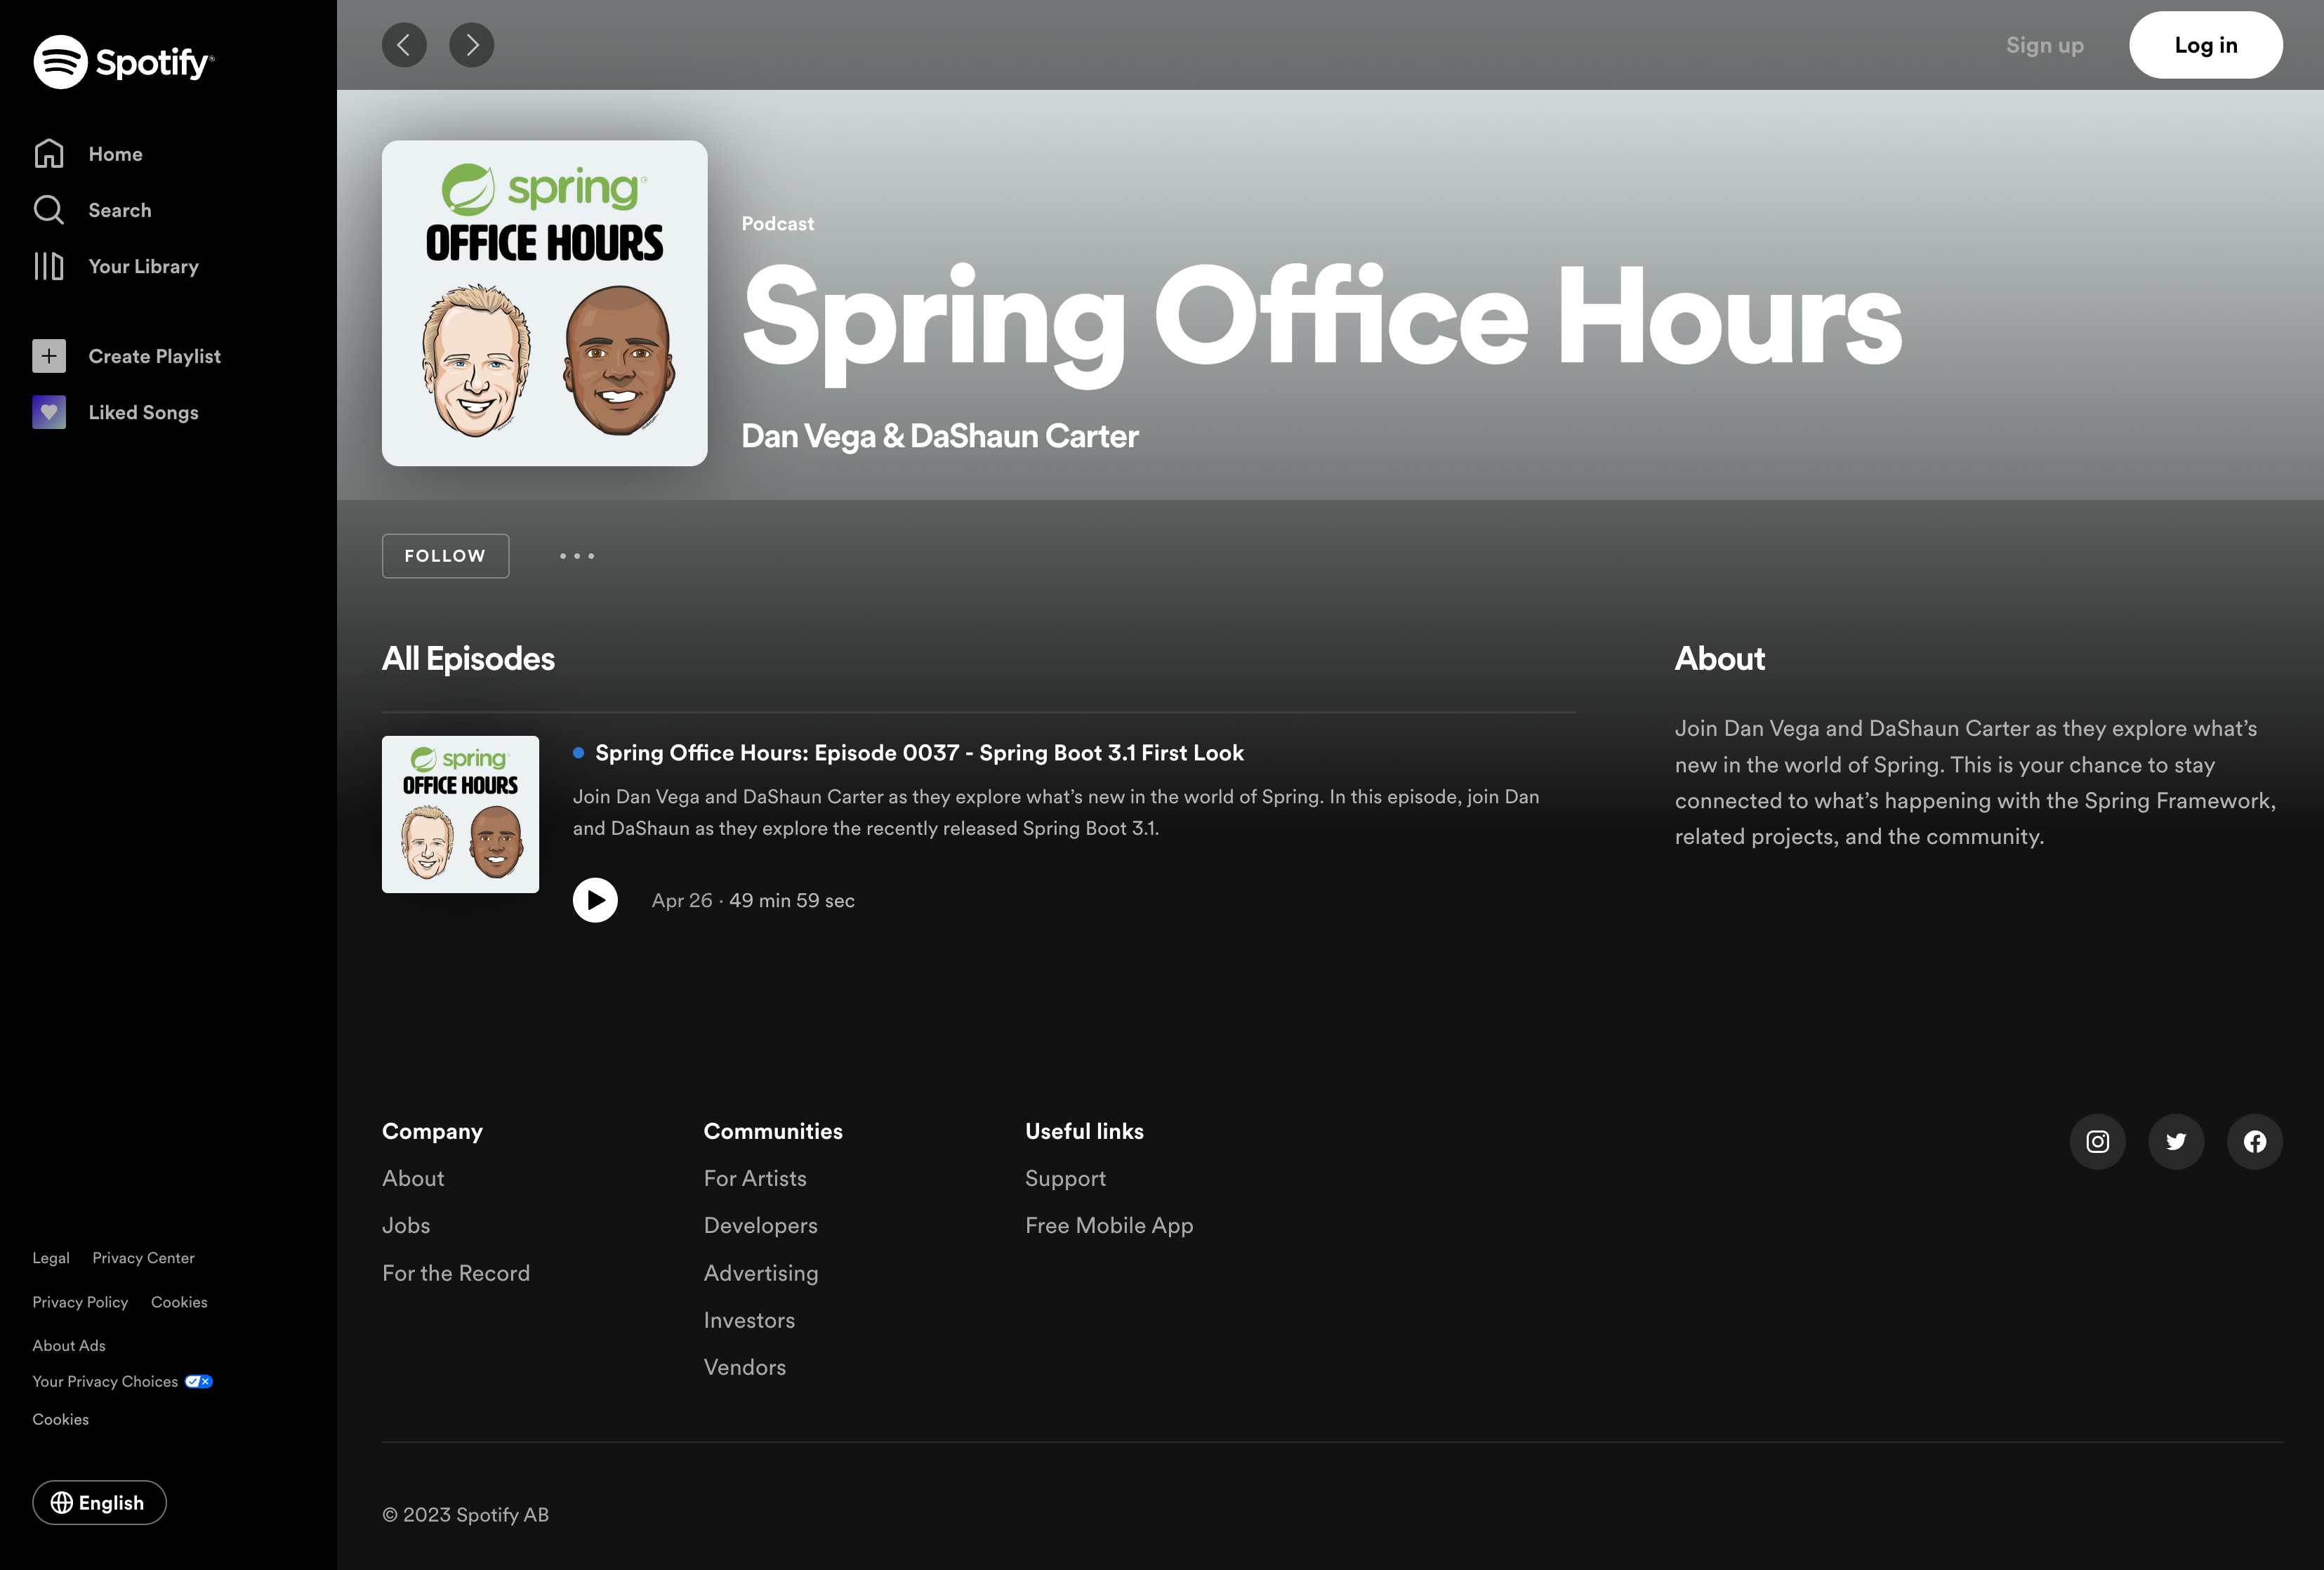 Spotify
Home
Search
Your Library
Create Playlist
Liked Songs
Legal Privacy Center
Privacy Policy Cookies
About Ads
Your Privacy Choices
Cookies
English
Sign up Log in
spring
OFFICE HOURS
Podcast
Spring Office Hours
Dan Vega & DaShaun Carter
FOLLOW
All Episodes
spring
OFFICE HOURS
Spring Office Hours: Episode 0037 - Spring Boot 3.1 First Look
Join Dan Vega and DaShaun Carter as they explore what’s new in the world of Spring. In this episode, join Dan
and DaShaun as they explore the recently released Spring Boot 3.1.
Apr 26 · 49 min 59 sec
About
Join Dan Vega and DaShaun Carter as they explore what’s
new in the world of Spring. This is your chance to stay
connected to what’s happening with the Spring Framework,
related projects, and the community.
Company
About
Jobs
For the Record
Communities
For Artists
Developers
Advertising
Investors
Vendors
Useful links
Support
Free Mobile App
© 2023 Spotify AB